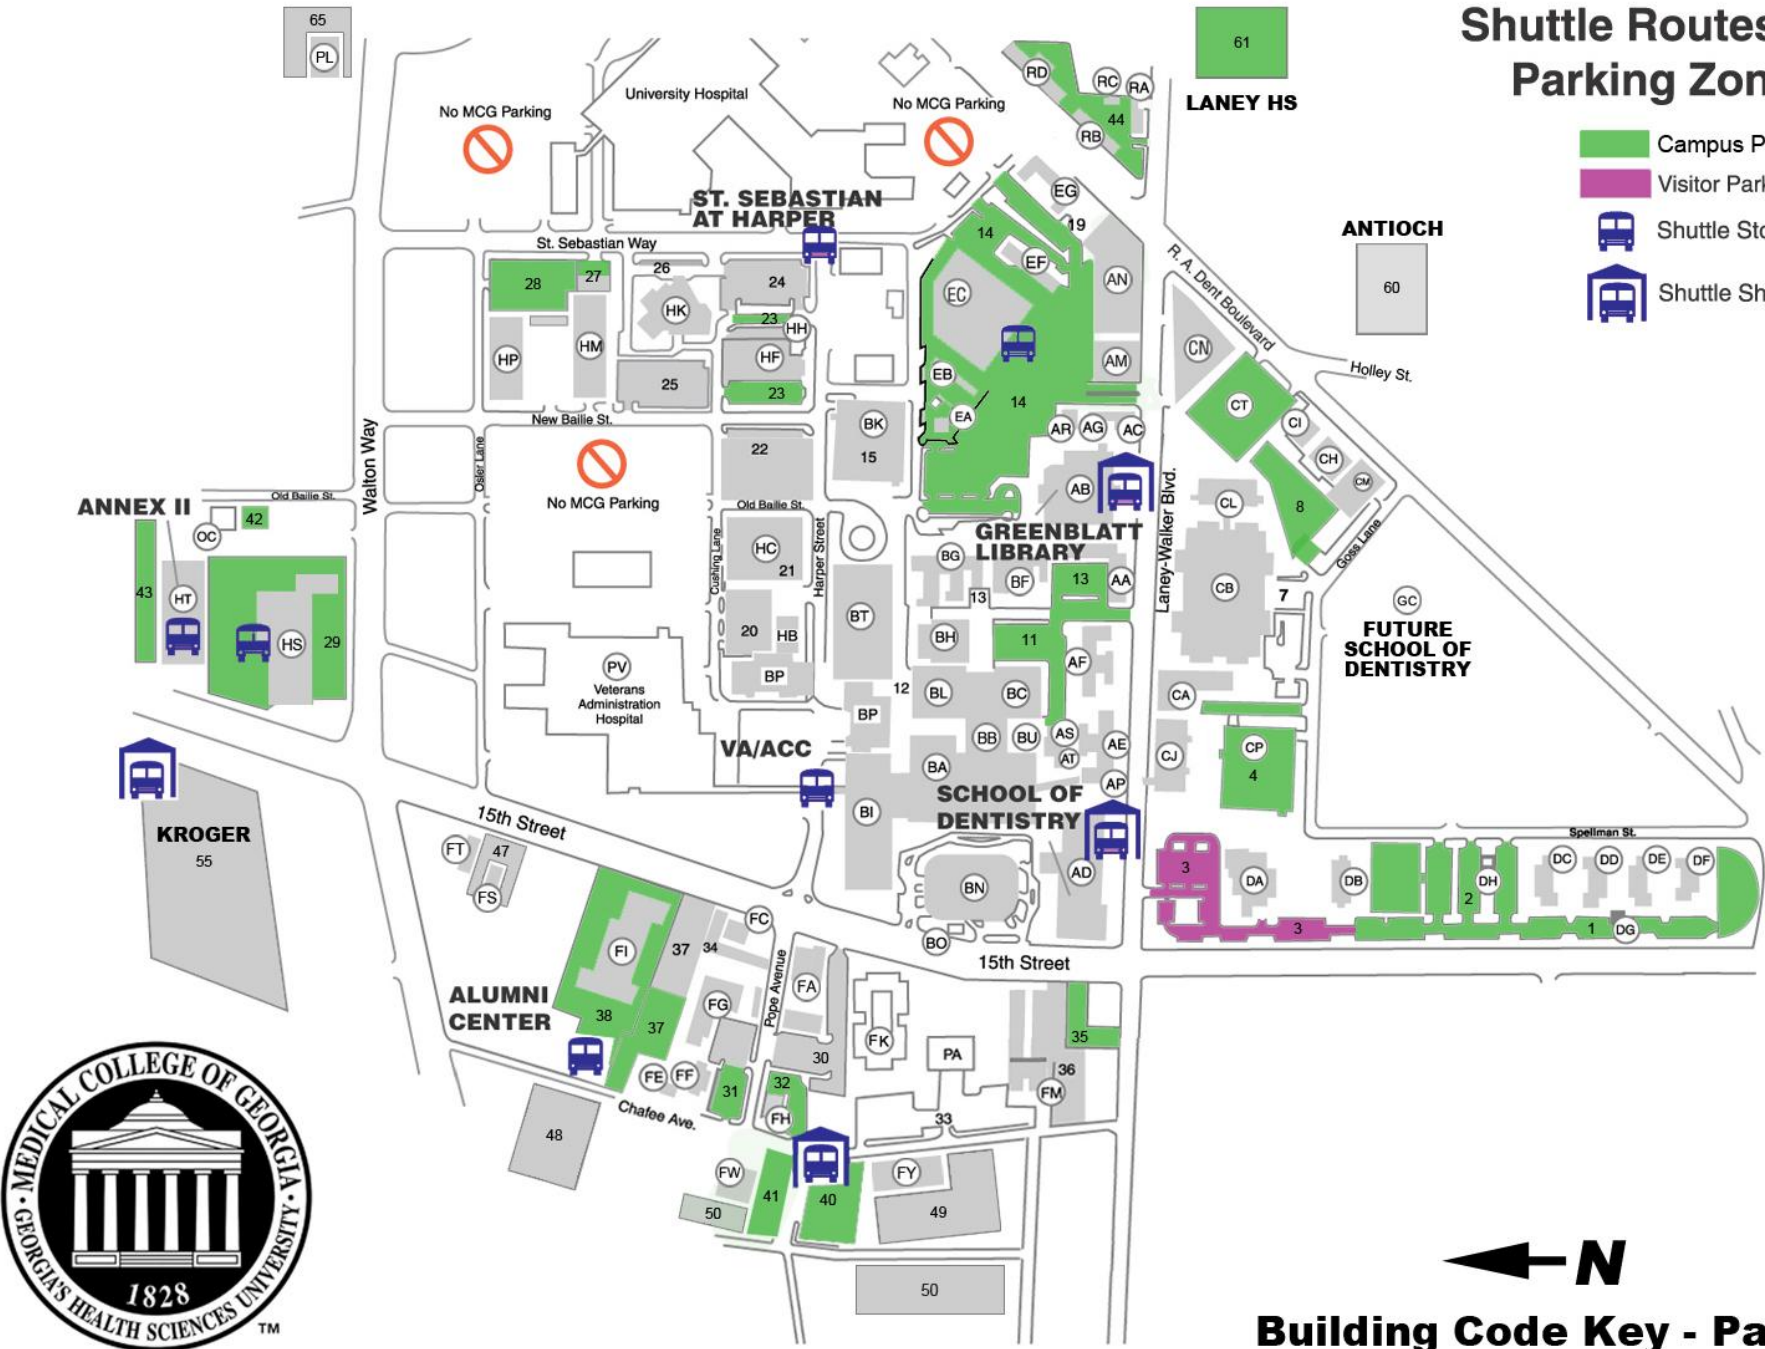 Shuttle Routes
Parking Zon
Campus P
Visitor Park
Shuttle Sto
Shuttle Sh
65
PL
No MCG Parking
University Hospital
No MCG Parking
RD
RC
RA
44
RB
61
LANEY HS
ST. SEBASTIAN
AT HARPER
St. Sebastian Way
EG
19
14
EF
EC
AN
R. A. Dent Boulevard
ANTIOCH
60
28
27
26
24
HK
23
HH
HP
HM
HF
25
23
EB
EA
14
AM
CN
Holley St.
CT
CI
CH
CM
8
Goss Lane
New Bailie St.
Walton Way
Osler Lane
No MCG Parking
22
BK
15
AR
AG
AC
AB
Laney-Walker Blvd.
CL
CB
7
Old Bailie St.
Old Bailie St.
ANNEX II
OC
42
43
HT
HS
29
Cushing Lane
HC
21
Harper Street
20
HB
BP
GREENBLATT
LIBRARY
BG
BF
13
AA
13
BT
BH
11
AF
12
BL
BC
BP
BB
BU
AS
AT
AE
AP
BA
BI
GC
FUTURE
SCHOOL OF
DENTISTRY
CA
CJ
CP
4
PV
Veterans
Administration
Hospital
VA/ACC
SCHOOL OF
DENTISTRY
AD
BN
BO
Spellman St.
3
DA
DB
2
DH
DC
DD
DE
DF
3
1
DG
KROGER
55
15th Street
15th Street
FT
47
FS
FC
37
34
FI
FG
Pope Avenue
FA
ALUMNI
CENTER
38
37
FK
PA
35
36
FM
30
FE
FF
31
32
FH
33
Chafee Ave.
48
FW
41
40
FY
49
50
50
MEDICAL COLLEGE OF GEORGIA
GEORGIA'S HEALTH SCIENCES UNIVERSITY
1828
TM
N
Building Code Key - Pa